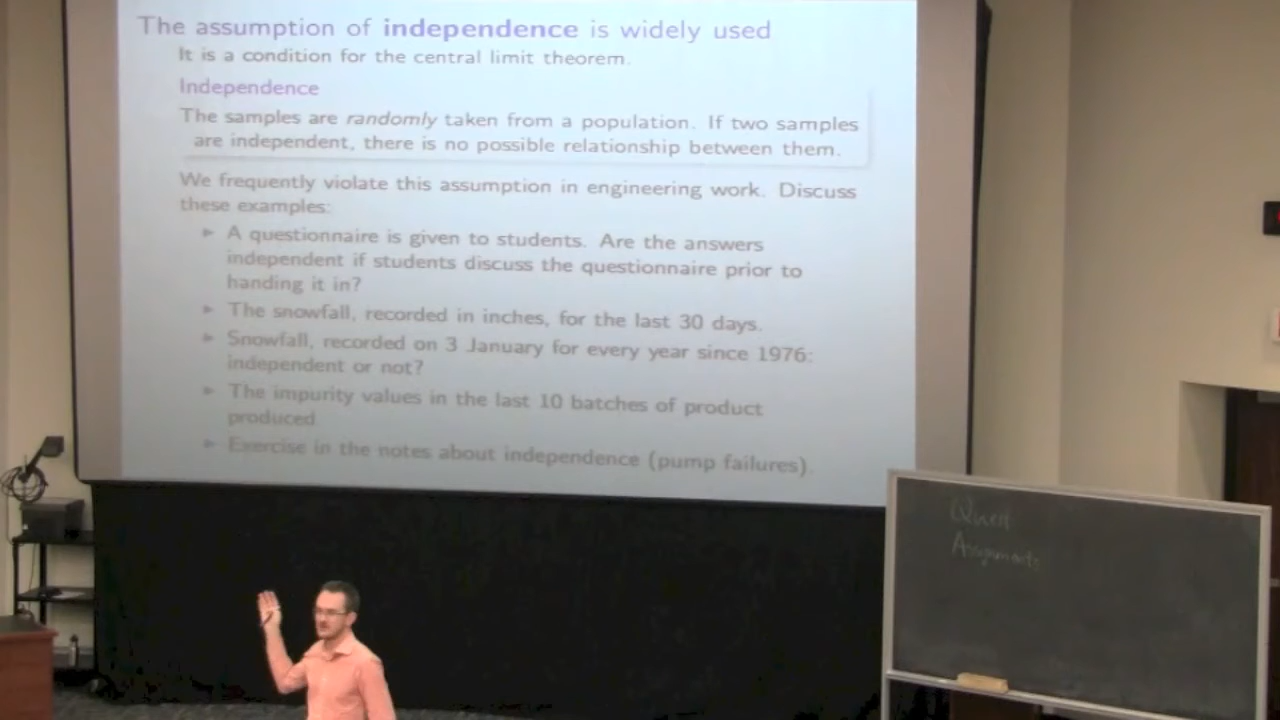 The assumption of independence is widely used
It is a condition for the central limit theorem.
Independence
The samples are randomly taken from a population. If two samples
are independent, there is no possible relationship between them.
We frequently violate this assumption in engineering work. Discuss
these examples:
► A questionnaire is given to students. Are the answers
independent if students discuss the questionnaire prior to
handing it in?
► The snowfall, recorded in inches, for the last 30 days.
► Snowfall, recorded on 3 January for every year since 1976:
independent or not?
► The impurity values in the last 10 batches of product
produced
► Exercise in the notes about independence (pump failures).
Assignments